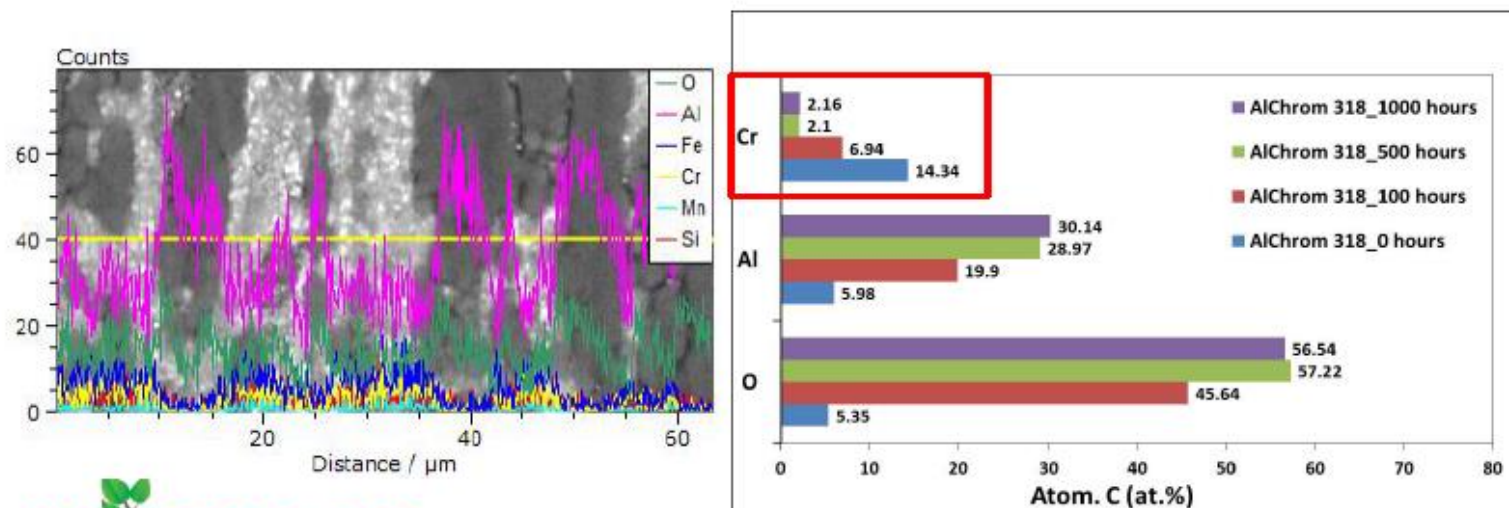 Counts
60
40
20
0
20
40
60
Distance / µm
O
Al
Fe
Cr
Mn
Si
Cr
2.16
2.1
6.94
14.34
Al
30.14
28.97
19.9
5.98
O
56.54
57.22
45.64
5.35
0 10 20 30 40 50 60 70 80
Atom. C (at.%)
AlChrom 318_1000 hours
AlChrom 318_500 hours
AlChrom 318_100 hours
AlChrom 318_0 hours